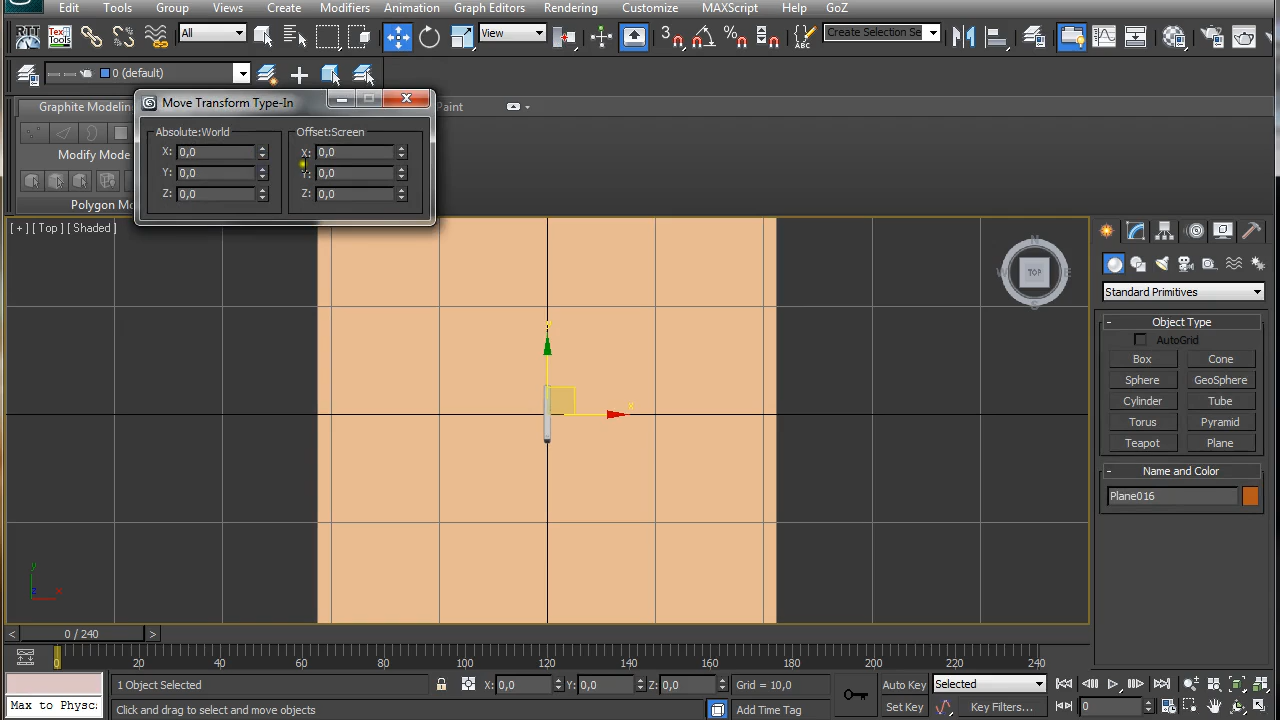 Edit Tools Group Views Create Modifiers Animation Graph Editors Rendering Customize MAXScript Help GoZ
RIT Tex Tools All View 3 Create Selection Se
0 (default)
Graphite Modelin Paint
Move Transform Type-In
Absolute:World Offset:Screen
X: 0,0 X: 0,0
Y: 0,0 Y: 0,0
Z: 0,0 Z: 0,0
Modify Mode
Polygon Mo
[ + ] [ Top ] [ Shaded ]
N
TOP
Standard Primitives
Object Type
AutoGrid
Box Cone
Sphere GeoSphere
Cylinder Tube
Torus Pyramid
Teapot Plane
Name and Color
Plane016
y
x
y
z x
< 0 / 240 >
0 20 40 60 80 100 120 140 160 180 200 220 240
1 Object Selected X: 0,0 Y: 0,0 Z: 0,0 Grid = 10,0 Auto Key Selected
Max to Physc Click and drag to select and move objects Add Time Tag Set Key Key Filters... 0